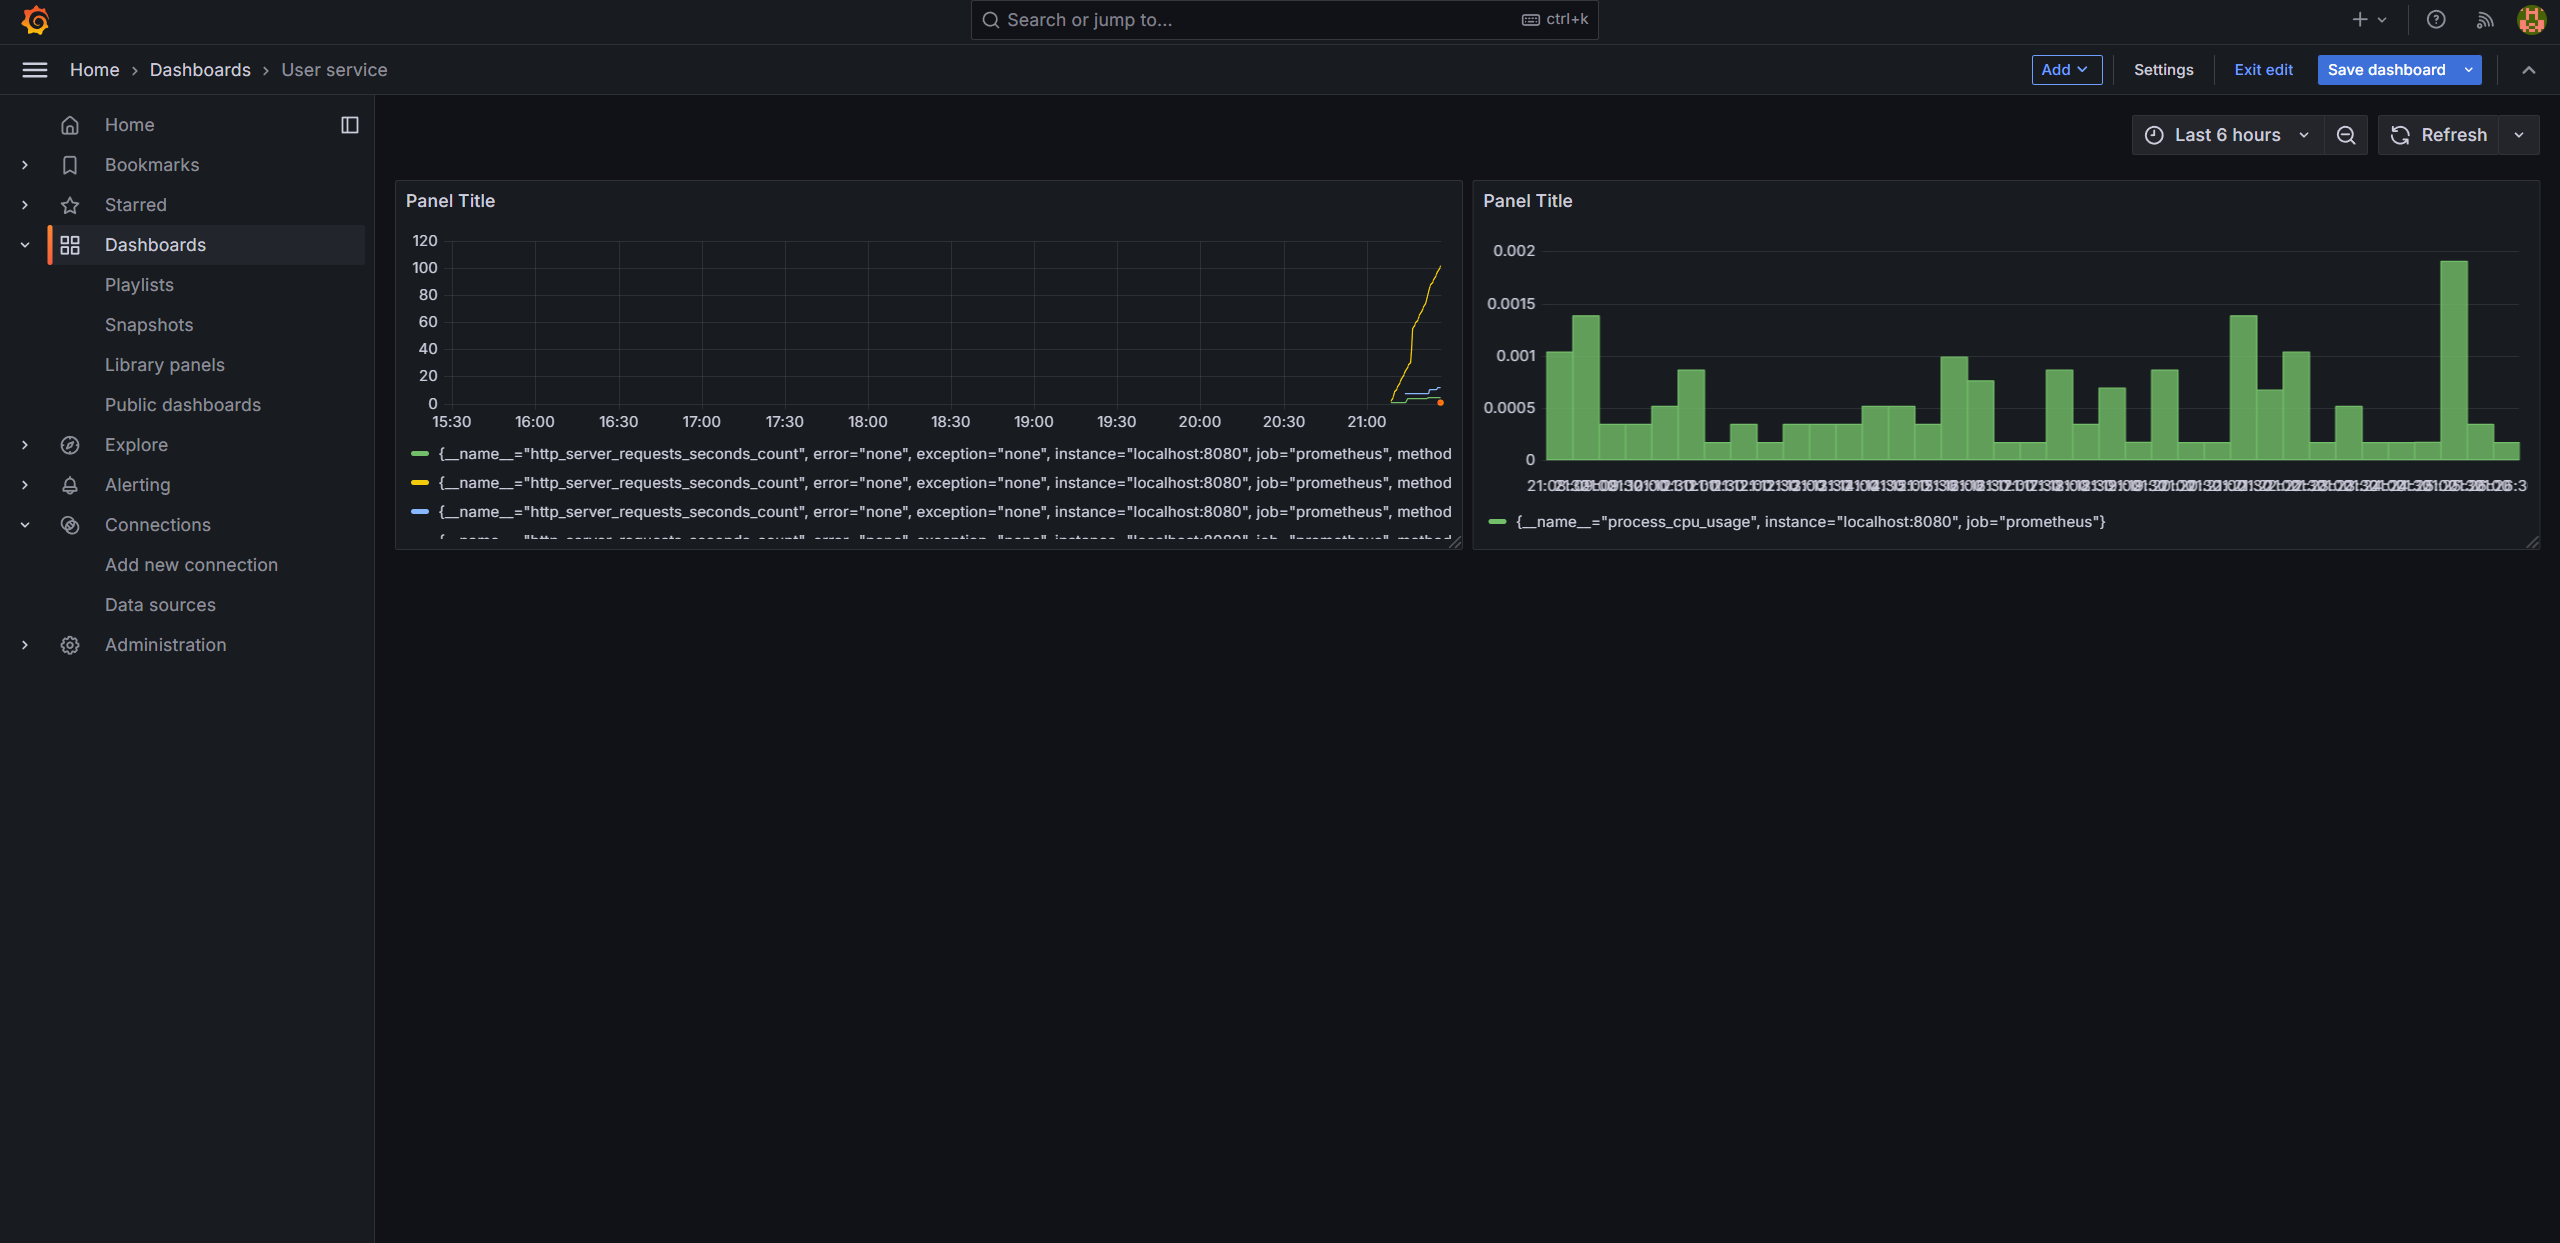 Search or jump to...
ctrl+k
Home › Dashboards › User service
Add
Settings
Exit edit
Save dashboard
Home
Bookmarks
Starred
Dashboards
Playlists
Snapshots
Library panels
Public dashboards
Explore
Alerting
Connections
Add new connection
Data sources
Administration
Last 6 hours
Refresh
Panel Title
120
100
80
60
40
20
0
15:30 16:00 16:30 17:00 17:30 18:00 18:30 19:00 19:30 20:00 20:30 21:00
{__name__="http_server_requests_seconds_count", error="none", exception="none", instance="localhost:8080", job="prometheus", method
{__name__="http_server_requests_seconds_count", error="none", exception="none", instance="localhost:8080", job="prometheus", method
{__name__="http_server_requests_seconds_count", error="none", exception="none", instance="localhost:8080", job="prometheus", method
Panel Title
0.002
0.0015
0.001
0.0005
0
{__name__="process_cpu_usage", instance="localhost:8080", job="prometheus"}